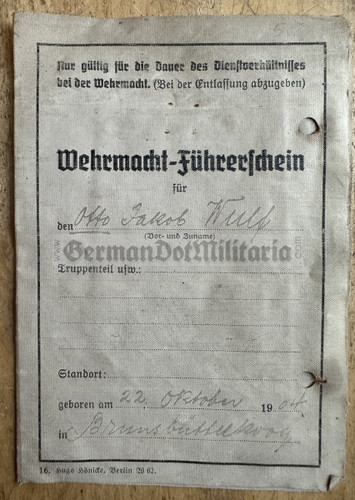 Nur gültig für die Dauer des Dienstverhältnisses
bei der Wehrmacht. (Bei der Entlassung abzugeben)
Wehrmacht-Führerschein
für
den Otto Jakob Wulf
(Vor- und Zuname)
www.GermanDotMilitaria.com
Truppenteil usw.:
Standort:
geboren am 22. Oktober 1904.
in Brunsbüttelkoog
16. Hugo Hönicke, Berlin W 62.